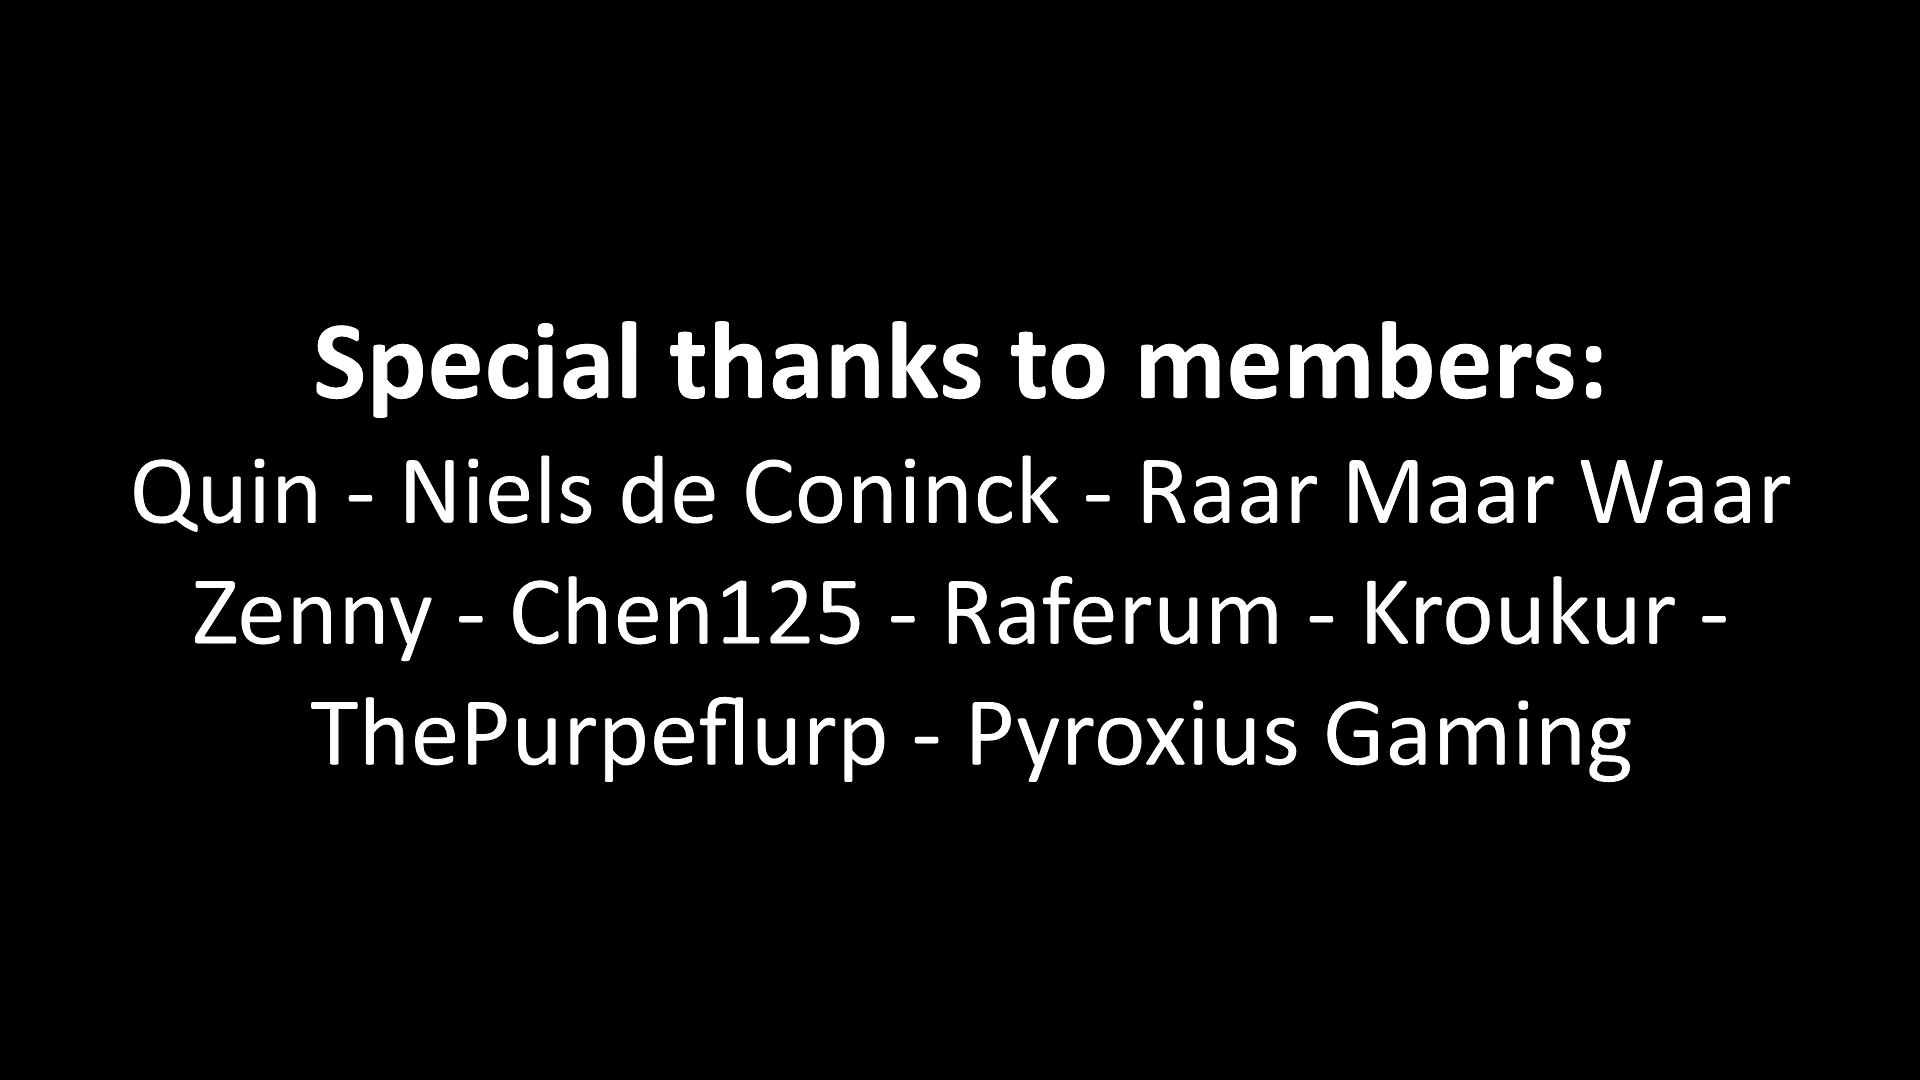 Special thanks to members:
Quin - Niels de Coninck - Raar Maar Waar
Zenny - Chen125 - Raferum - Kroukur -
ThePurpeflurp - Pyroxius Gaming